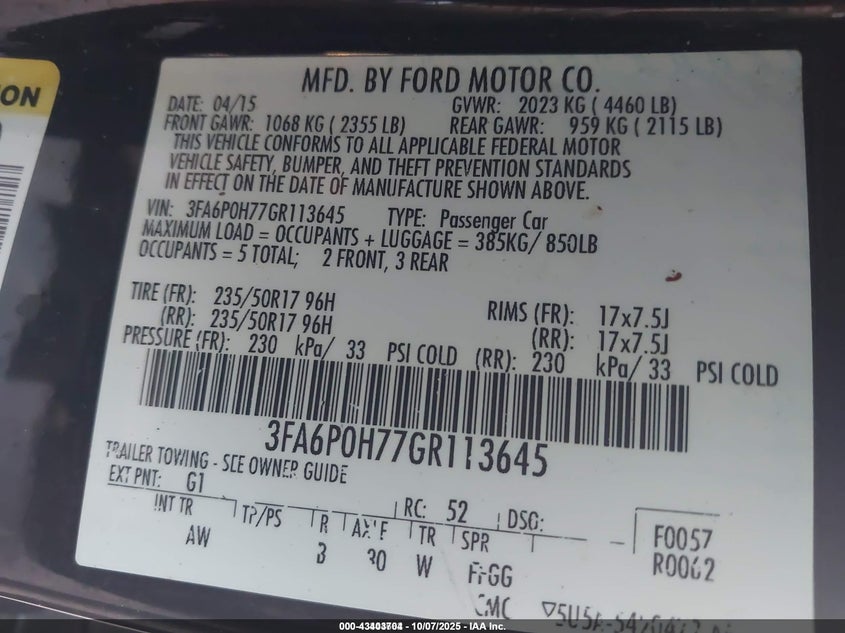 ION
MFD. BY FORD MOTOR CO.
DATE: 04/15 GVWR: 2023 KG ( 4460 LB)
FRONT GAWR: 1068 KG ( 2355 LB) REAR GAWR: 959 KG ( 2115 LB)
THIS VEHICLE CONFORMS TO ALL APPLICABLE FEDERAL MOTOR
VEHICLE SAFETY, BUMPER, AND THEFT PREVENTION STANDARDS
IN EFFECT ON THE DATE OF MANUFACTURE SHOWN ABOVE.
VIN: 3FA6P0H77GR113645 TYPE: Passenger Car
MAXIMUM LOAD = OCCUPANTS + LUGGAGE = 385KG/ 850LB
OCCUPANTS = 5 TOTAL; 2 FRONT, 3 REAR
TIRE (FR): 235/50R17 96H RIMS (FR): 17x7.5J
(RR): 235/50R17 96H (RR): 17x7.5J
PRESSURE (FR): 230 kPa/ 33 PSI COLD (RR): 230 kPa/ 33 PSI COLD
3FA6P0H77GR113645
TRAILER TOWING - SEE OWNER GUIDE
EXT PNT: G1 RC: 52 DSO:
INT TR TP/PS R AXLE TR SPR F0057
AW 30 W R0062
10/07/2025 - IAA Inc.